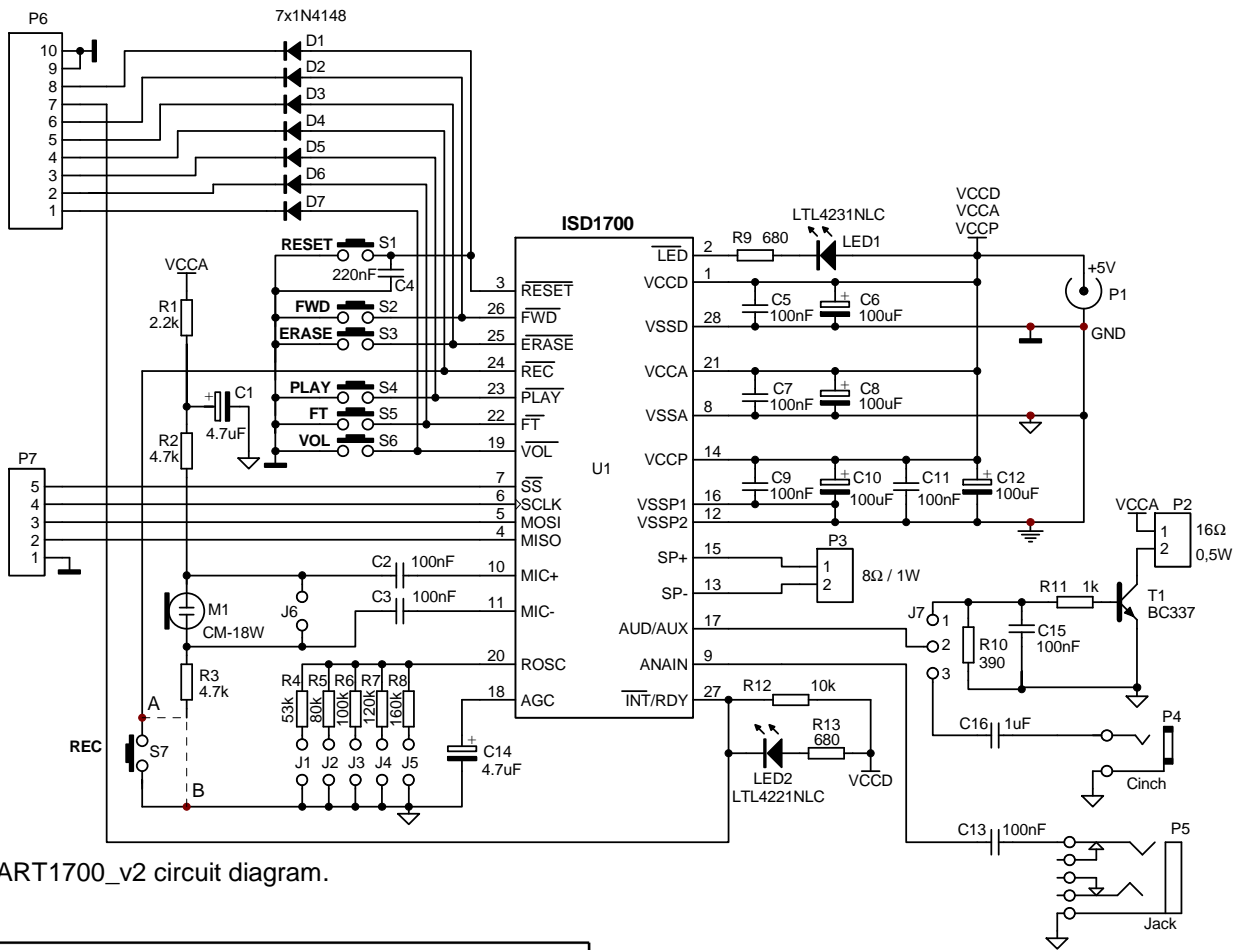 P6
7x1N4148
10
9
8
7
6
5
4
3
2
1
D1
D2
D3
D4
D5
D6
D7
ISD1700
RESET
S1
220nF
C4
FWD
S2
ERASE
S3
PLAY
S4
FT
S5
VOL
S6
VCCA
R1
2.2k
C1
4.7uF
R2
4.7k
P7
5
4
3
2
1
3
RESET
26
FWD
25
ERASE
24
REC
23
PLAY
22
FT
19
VOL
7
SS
6
SCLK
5
MOSI
4
MISO
10
MIC+
11
MIC-
20
ROSC
18
AGC
U1
C2
100nF
C3
100nF
J6
M1
CM-18W
R3
4.7k
A
B
REC
S7
R4
53k
R5
80k
R6
100k
R7
120k
R8
160k
J1
J2
J3
J4
J5
C14
4.7uF
LED
2
VCCD
1
VSSD
28
VCCA
21
VSSA
8
VCCP
14
VSSP1
16
VSSP2
12
SP+
15
SP-
13
AUD/AUX
17
ANAIN
9
INT/RDY
27
R9
680
LTL4231NLC
LED1
VCCD
VCCA
VCCP
+5V
P1
GND
C5
100nF
C6
100uF
C7
100nF
C8
100uF
C9
100nF
C10
100uF
C11
100nF
C12
100uF
P3
1
2
8Ω / 1W
VCCA
P2
1
2
16Ω
0,5W
R11
1k
T1
BC337
J7
1
2
3
R10
390
C15
100nF
R12
10k
R13
680
LED2
LTL4221NLC
VCCD
C16
1uF
P4
Cinch
C13
100nF
P5
Jack
ART1700_v2 circuit diagram.